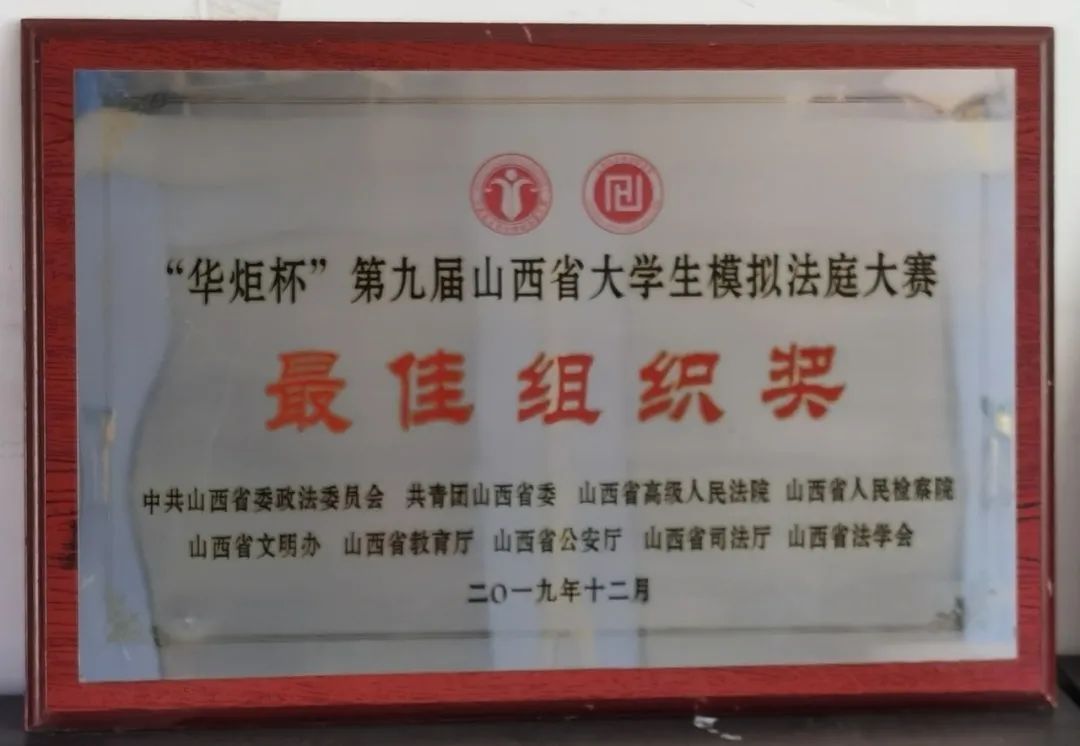 “华炬杯”第九届山西省大学生模拟法庭大赛
最佳组织奖
中共山西省委政法委员会 共青团山西省委 山西省高级人民法院 山西省人民检察院
山西省文明办 山西省教育厅 山西省公安厅 山西省司法厅 山西省法学会
二〇一九年十二月